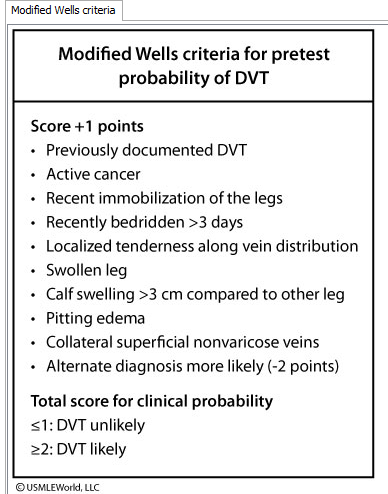 Modified Wells criteria
Modified Wells criteria for pretest
probability of DVT
Score +1 points
• Previously documented DVT
• Active cancer
• Recent immobilization of the legs
• Recently bedridden >3 days
• Localized tenderness along vein distribution
• Swollen leg
• Calf swelling >3 cm compared to other leg
• Pitting edema
• Collateral superficial nonvaricose veins
• Alternate diagnosis more likely (-2 points)
Total score for clinical probability
≤1: DVT unlikely
≥2: DVT likely
© USMLEWorld, LLC